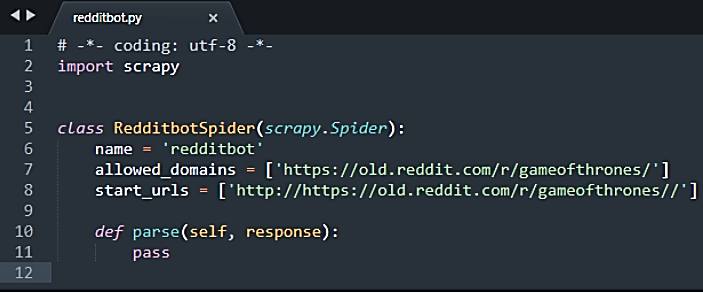 redditbot.py ×
1 # -*- coding: utf-8 -*-
2 import scrapy
3
4
5 class RedditbotSpider(scrapy.Spider):
6     name = 'redditbot'
7     allowed_domains = ['https://old.reddit.com/r/gameofthrones/']
8     start_urls = ['http://https://old.reddit.com/r/gameofthrones//']
9
10     def parse(self, response):
11         pass
12